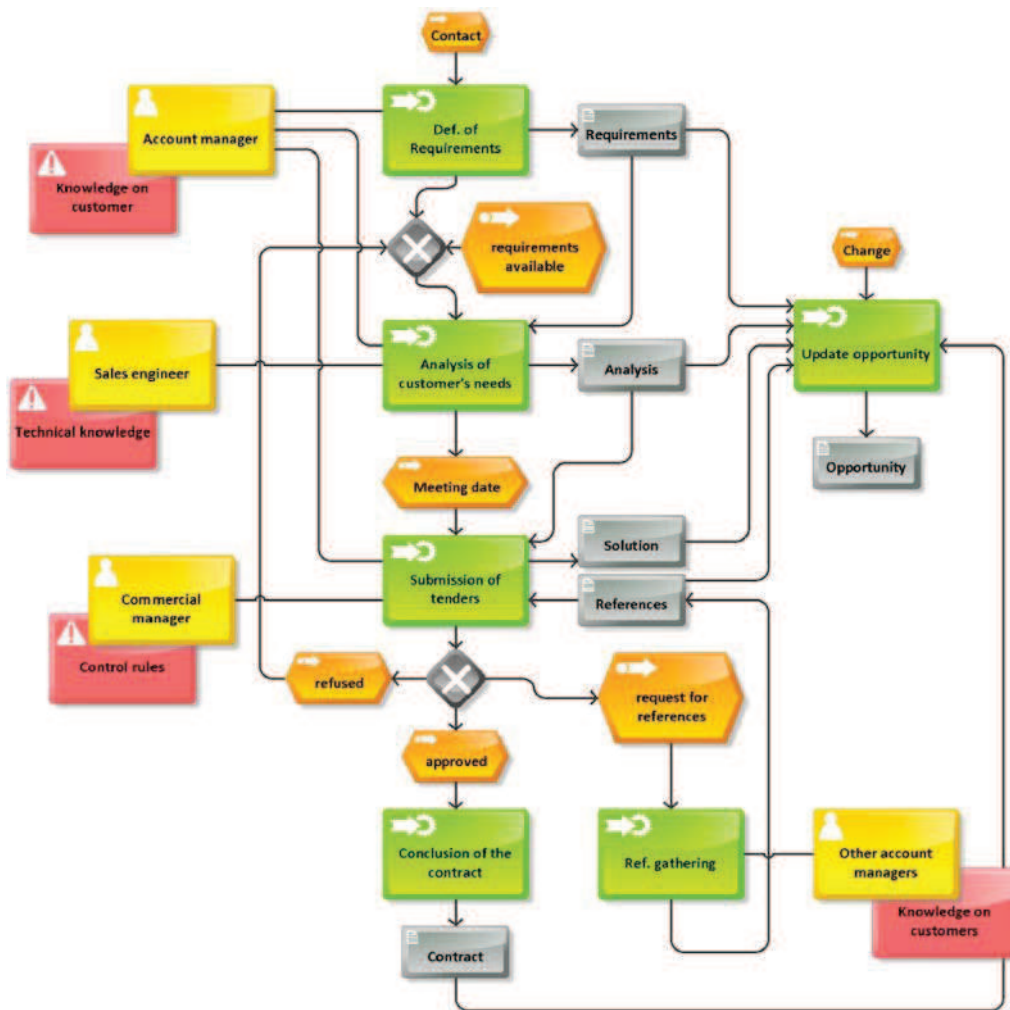 Contact
Account manager
Def. of
Requirements
Requirements
Knowledge on
customer
requirements
available
Change
Sales engineer
Analysis of
customer's needs
Analysis
Update opportunity
Technical knowledge
Meeting date
Opportunity
Solution
Commercial
manager
Submission of
tenders
References
Control rules
refused
request for
references
approved
Conclusion of the
contract
Ref. gathering
Other account
managers
Knowledge on
customers
Contract